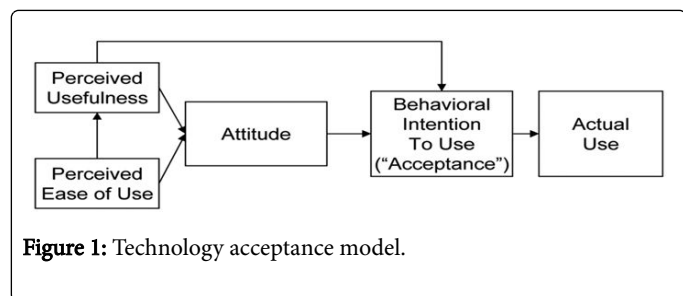 Perceived
Usefulness
Perceived
Ease of Use
Attitude
Behavioral
Intention
To Use
(“Acceptance”)
Actual
Use
Figure 1: Technology acceptance model.